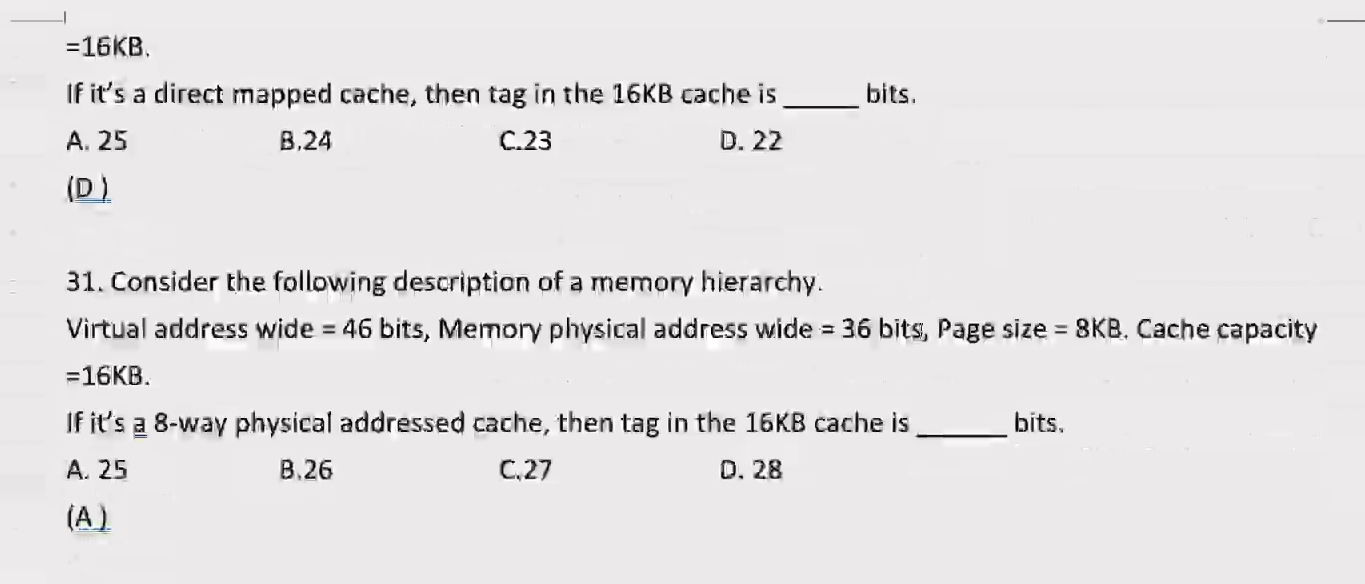 =16KB.
If it's a direct mapped cache, then tag in the 16KB cache is ______ bits.
A. 25 B.24 C.23 D. 22
(D )
31. Consider the following description of a memory hierarchy.
Virtual address wide = 46 bits, Memory physical address wide = 36 bits, Page size = 8KB. Cache capacity
=16KB.
If it's a 8-way physical addressed cache, then tag in the 16KB cache is _______ bits.
A. 25 B.26 C.27 D. 28
(A )